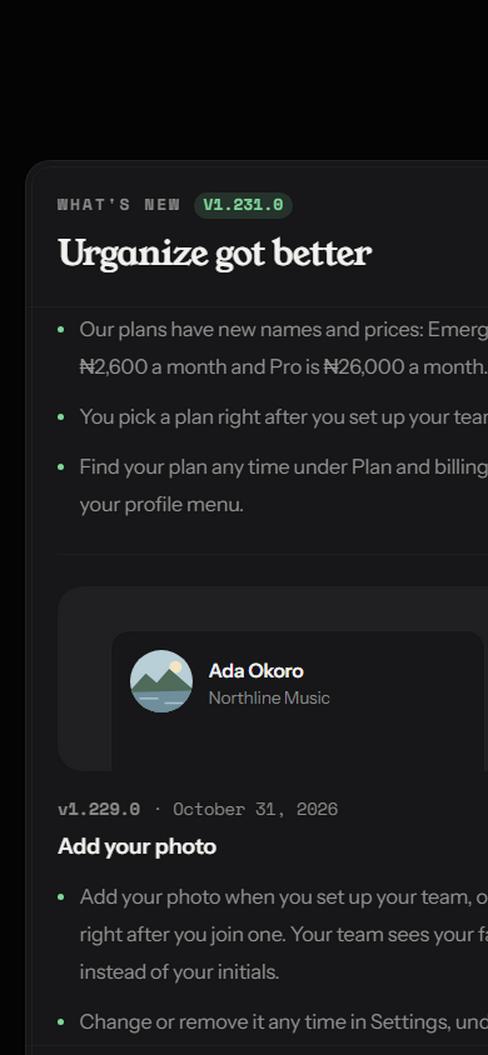 WHAT'S NEW V1.231.0
Urganize got better
Our plans have new names and prices: Emerg
₦2,600 a month and Pro is ₦26,000 a month.
You pick a plan right after you set up your team
Find your plan any time under Plan and billing
your profile menu.
Ada Okoro
Northline Music
v1.229.0 · October 31, 2026
Add your photo
Add your photo when you set up your team, o
right after you join one. Your team sees your fa
instead of your initials.
Change or remove it any time in Settings, und